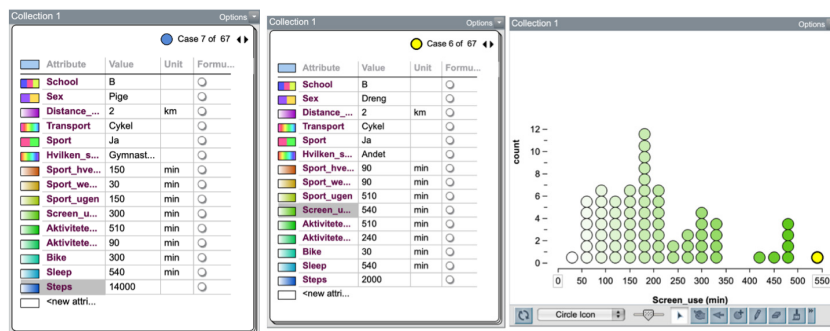 Collection 1 Options
Case 7 of 67
Attribute Value Unit Formu...
School B
Sex Pige
Distance_... 2 km
Transport Cykel
Sport Ja
Hvilken_s... Gymnast...
Sport_hve... 150 min
Sport_we... 30 min
Sport_ugen 150 min
Screen_u... 300 min
Aktivitete... 510 min
Aktivitete... 90 min
Bike 300 min
Sleep 540 min
Steps 14000
<new attri...
Collection 1 Options
Case 6 of 67
Attribute Value Unit Formu...
School B
Sex Dreng
Distance_... 2 km
Transport Cykel
Sport Ja
Hvilken_s... Andet
Sport_hve... 90 min
Sport_we... 90 min
Sport_ugen 510 min
Screen_u... 540 min
Aktivitete... 510 min
Aktivitete... 240 min
Bike 30 min
Sleep 540 min
Steps 2000
<new attri...
Collection 1 Options
count
12
10
8
6
4
2
0
0 50 100 150 200 250 300 350 400 450 500 550
Screen_use (min)
Circle Icon